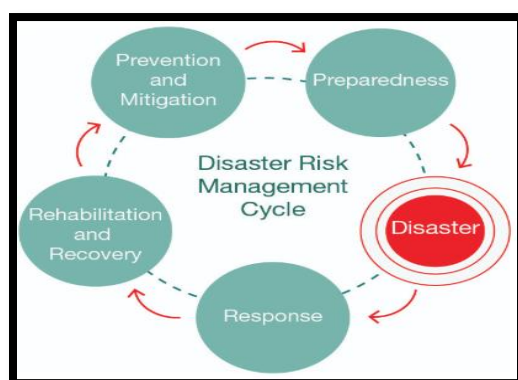 Prevention
and
Mitigation
Preparedness
Disaster Risk
Management
Cycle
Rehabilitation
and
Recovery
Disaster
Response